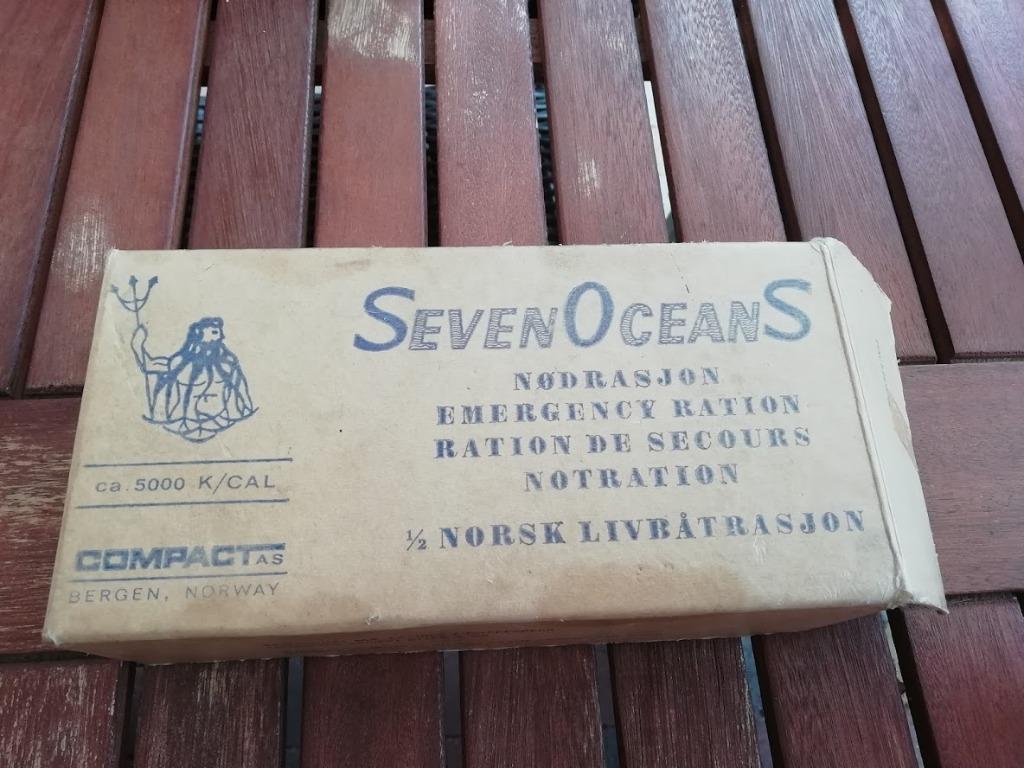 SEVENOCEANS
NØDRASJON
EMERGENCY RATION
RATION DE SECOURS
NOTRATION
½ NORSK LIVBÅTRASJON
ca. 5000 K/CAL
COMPACT AS
BERGEN, NORWAY